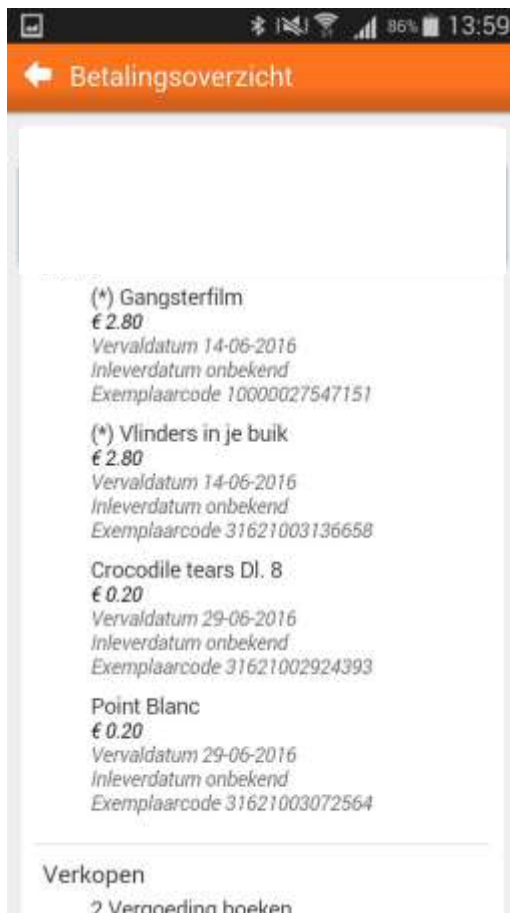 86% 13:59
Betalingsoverzicht
(*) Gangsterfilm
€ 2.80
Vervaldatum 14-06-2016
Inleverdatum onbekend
Exemplaarcode 10000027547151
(*) Vlinders in je buik
€ 2.80
Vervaldatum 14-06-2016
Inleverdatum onbekend
Exemplaarcode 31621003136658
Crocodile tears Dl. 8
€ 0.20
Vervaldatum 29-06-2016
Inleverdatum onbekend
Exemplaarcode 31621002924393
Point Blanc
€ 0.20
Vervaldatum 29-06-2016
Inleverdatum onbekend
Exemplaarcode 31621003072564
Verkopen
2 Vergoeding boeken